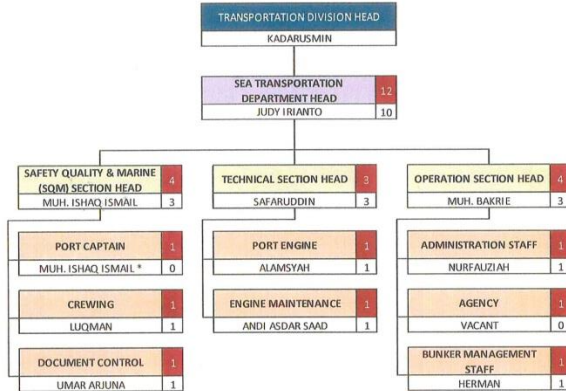 TRANSPORTATION DIVISION HEAD
KADARUSMIN
SEA TRANSPORTATION
DEPARTMENT HEAD
12
JUDY IRIANTO
10
SAFETY QUALITY & MARINE
(SQM) SECTION HEAD
4
MUH. ISHAQ ISMAIL
3
TECHNICAL SECTION HEAD
3
SAFARUDDIN
3
OPERATION SECTION HEAD
4
MUH. BAKRIE
3
PORT CAPTAIN
1
MUH. ISHAQ ISMAIL *
0
PORT ENGINE
1
ALAMSYAH
1
ADMINISTRATION STAFF
1
NURFAUZIAH
1
CREWING
1
LUQMAN
1
ENGINE MAINTENANCE
1
ANDI ASDAR SAAD
1
AGENCY
1
VACANT
0
DOCUMENT CONTROL
1
UMAR ARJUNA
1
BUNKER MANAGEMENT
STAFF
1
HERMAN
1